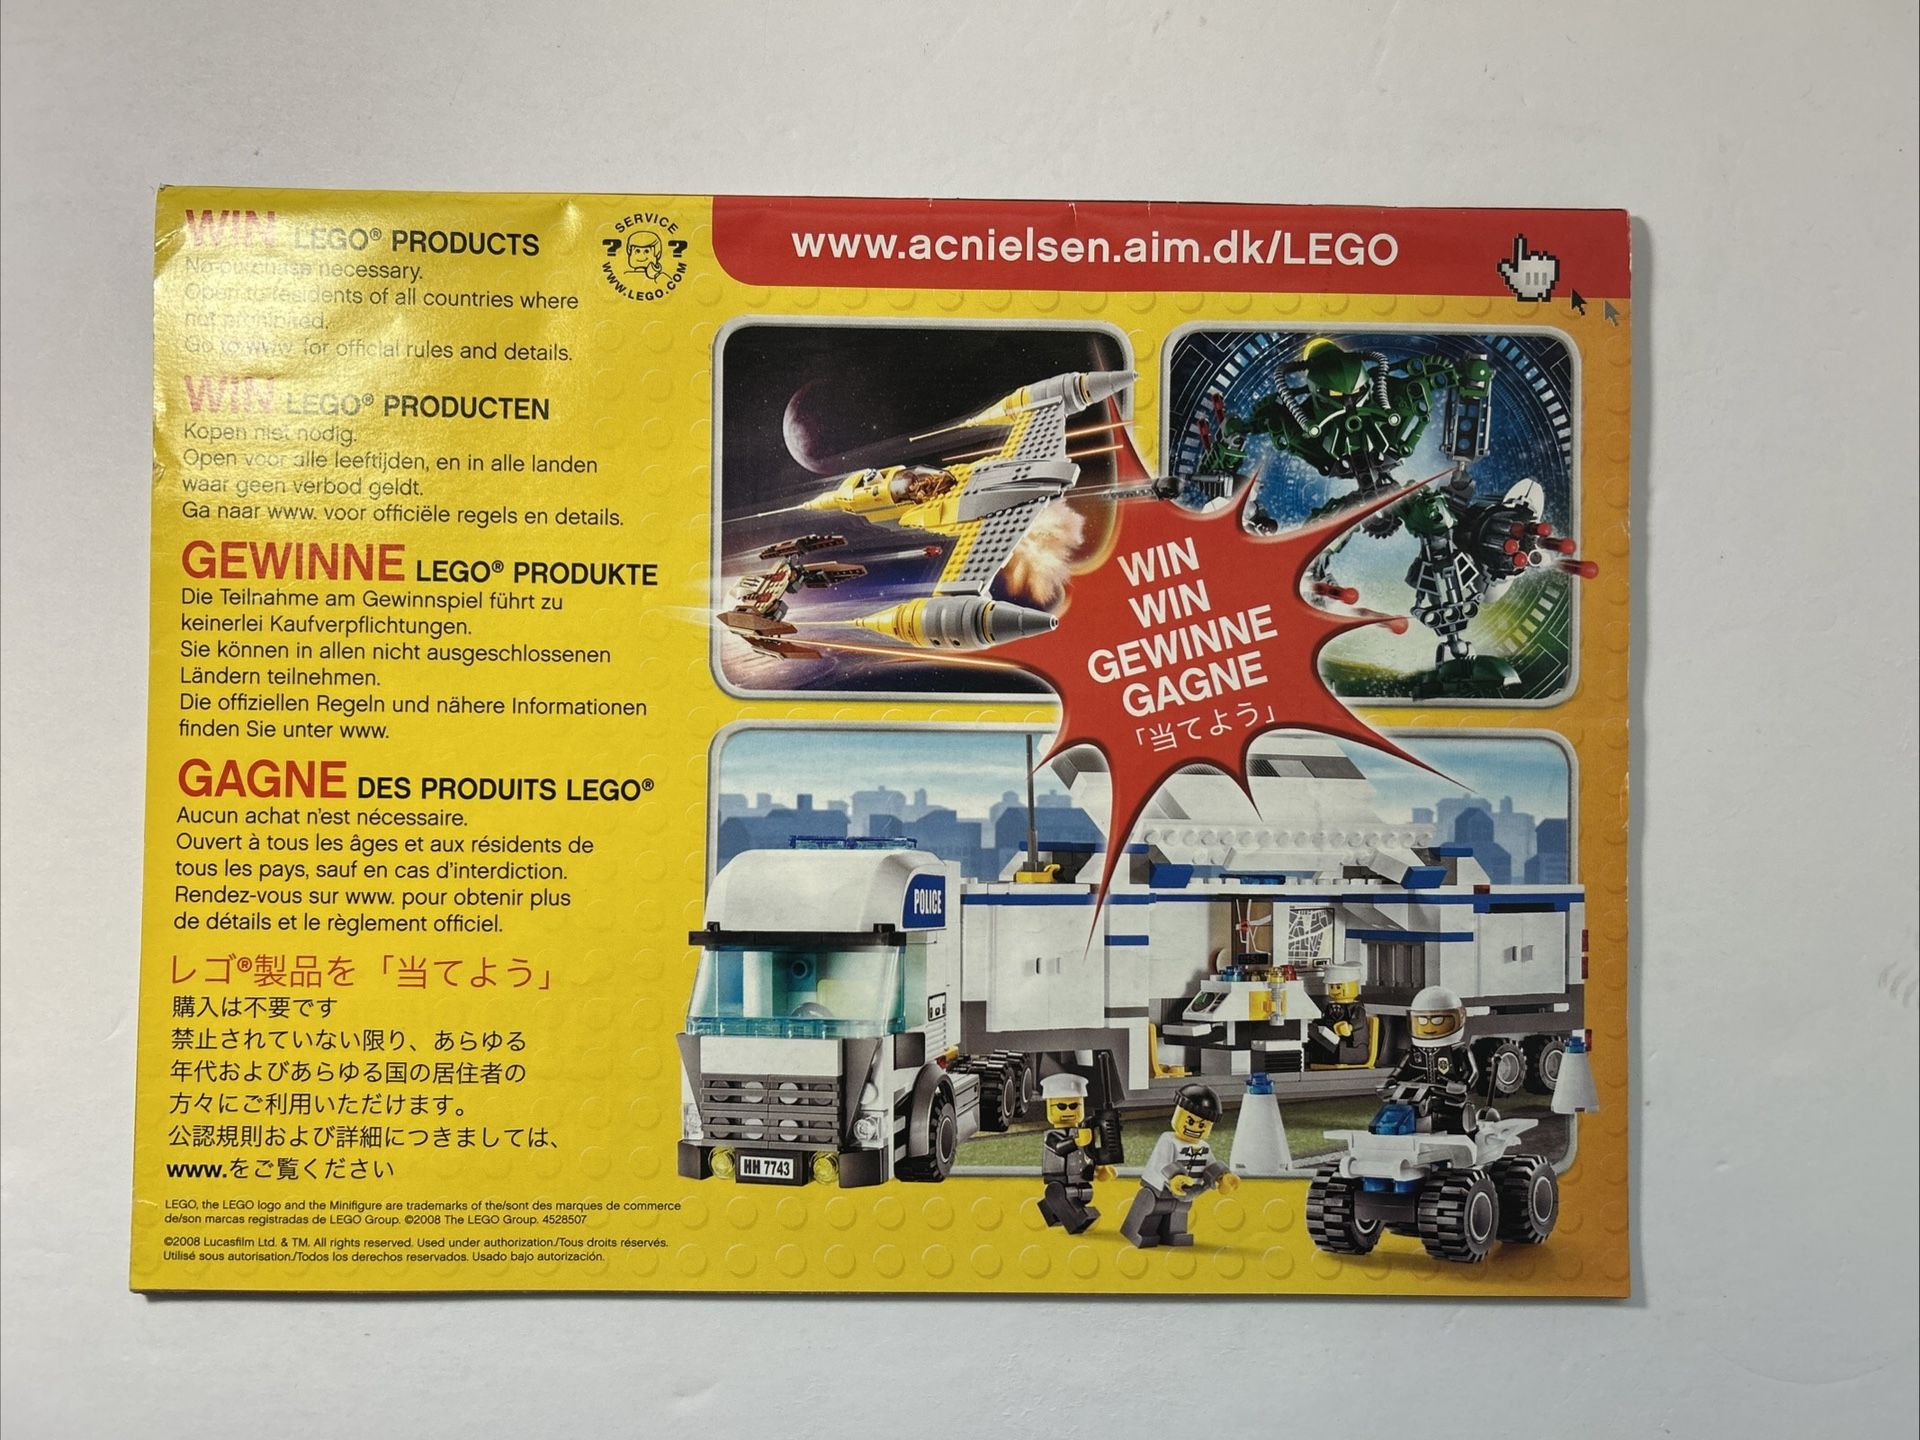 WIN LEGO® PRODUCTS
No purchase necessary.
Open to residents of all countries where
not prohibited.
Go to www. for official rules and details.
WIN LEGO® PRODUCTEN
Kopen niet nodig.
Open voor alle leeftijden, en in alle landen
waar geen verbod geldt.
Ga naar www. voor officiële regels en details.
GEWINNE LEGO® PRODUKTE
Die Teilnahme am Gewinnspiel führt zu
keinerlei Kaufverpflichtungen.
Sie können in allen nicht ausgeschlossenen
Ländern teilnehmen.
Die offiziellen Regeln und nähere Informationen
finden Sie unter www.
GAGNE DES PRODUITS LEGO®
Aucun achat n'est nécessaire.
Ouvert à tous les âges et aux résidents de
tous les pays, sauf en cas d'interdiction.
Rendez-vous sur www. pour obtenir plus
de détails et le règlement officiel.
レゴ®製品を「当てよう」
購入は不要です
禁止されていない限り、あらゆる
年代およびあらゆる国の居住者の
方々にご利用いただけます。
公認規則および詳細につきましては、
www.をご覧ください
LEGO, the LEGO logo and the Minifigure are trademarks of the/sont des marques de commerce
de/son marcas registradas de LEGO Group. ©2008 The LEGO Group. 4528507
©2008 Lucasfilm Ltd. & TM. All rights reserved. Used under authorization./Tous droits réservés.
Utilisé sous autorisation./Todos los derechos reservados. Usado bajo autorización.
SERVICE
? ?
WWW.LEGO.COM
www.acnielsen.aim.dk/LEGO
WIN
WIN
GEWINNE
GAGNE
「当てよう」
POLICE
HH 7743